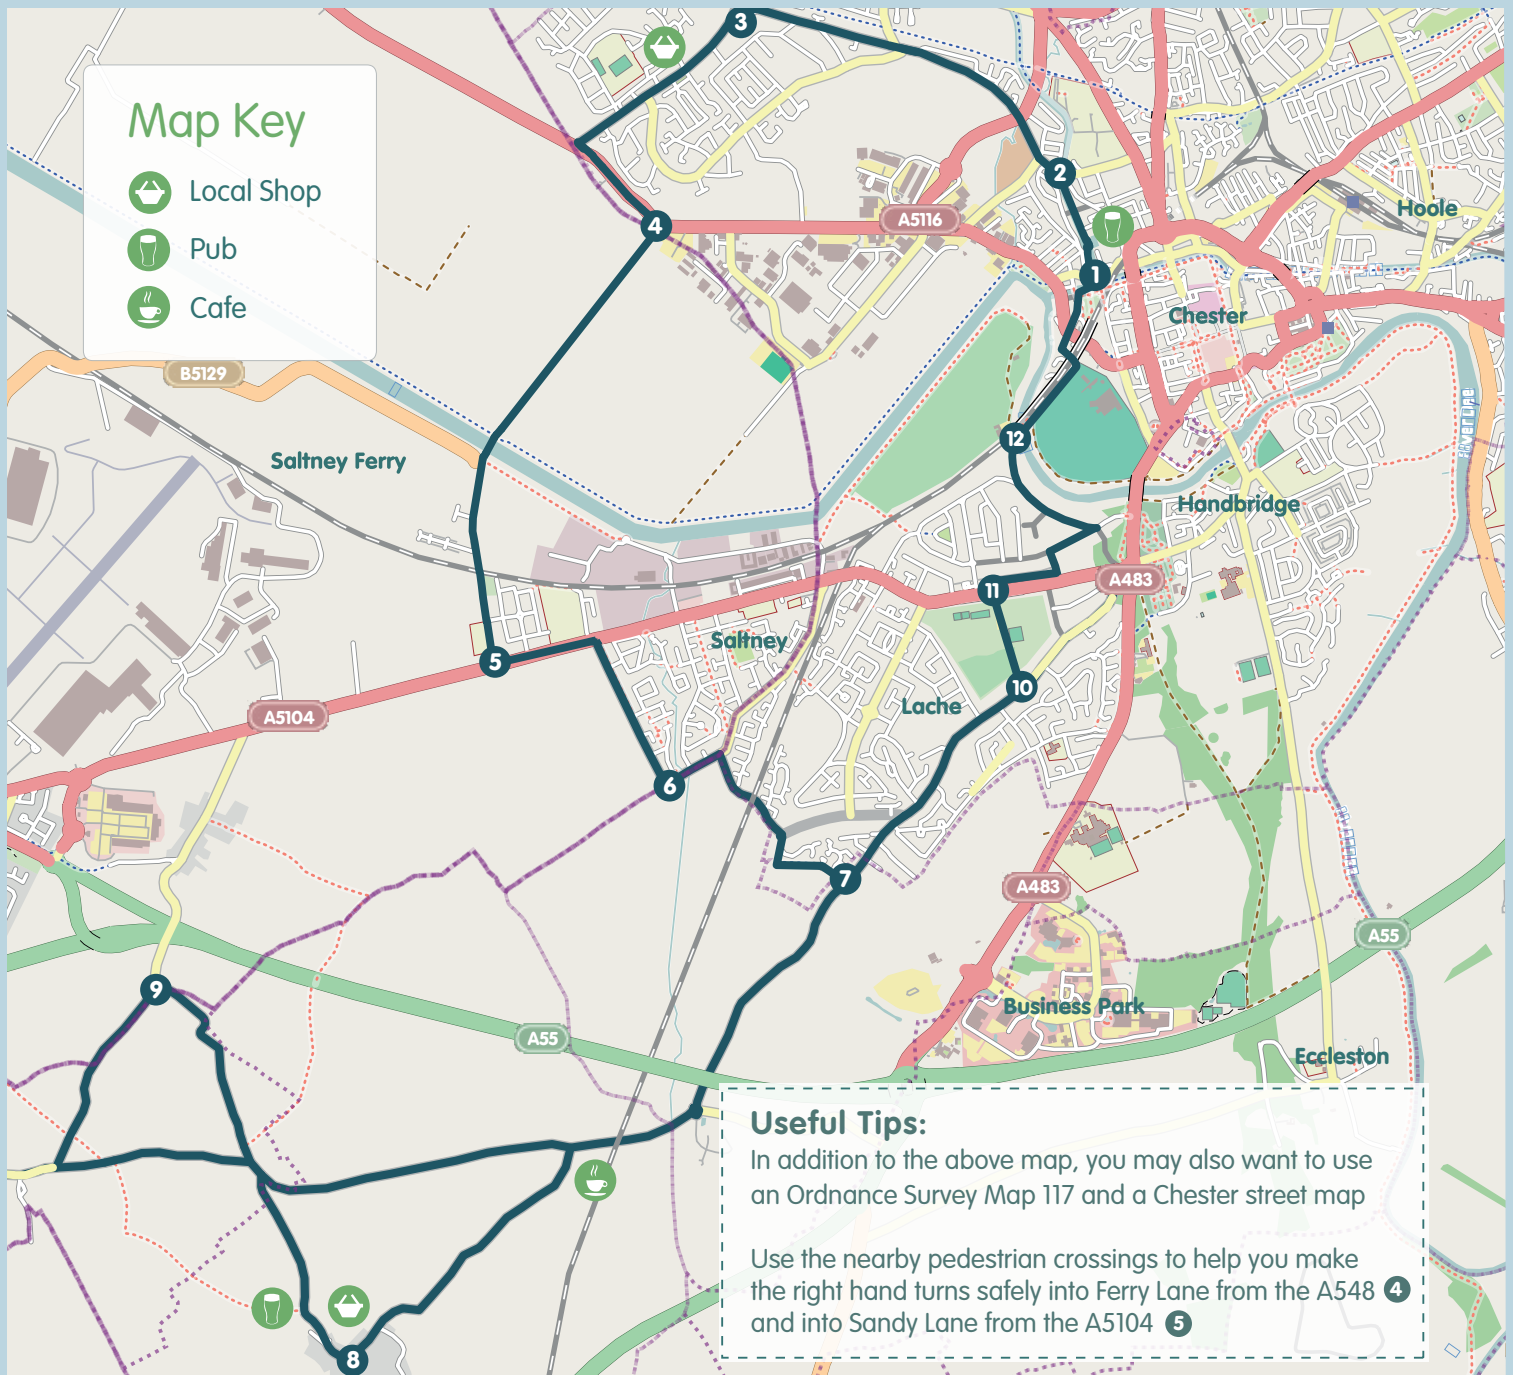 3
Map Key
Local Shop
Pub
Cafe
2
4
A5116
Hoole
1
Chester
B5129
12
Saltney Ferry
Handbridge
A483
11
Saltney
5
10
Lache
A5104
6
7
A483
A55
9
Business Park
A55
Eccleston
Useful Tips:
In addition to the above map, you may also want to use
an Ordnance Survey Map 117 and a Chester street map
Use the nearby pedestrian crossings to help you make
the right hand turns safely into Ferry Lane from the A548 4
and into Sandy Lane from the A5104 5
8